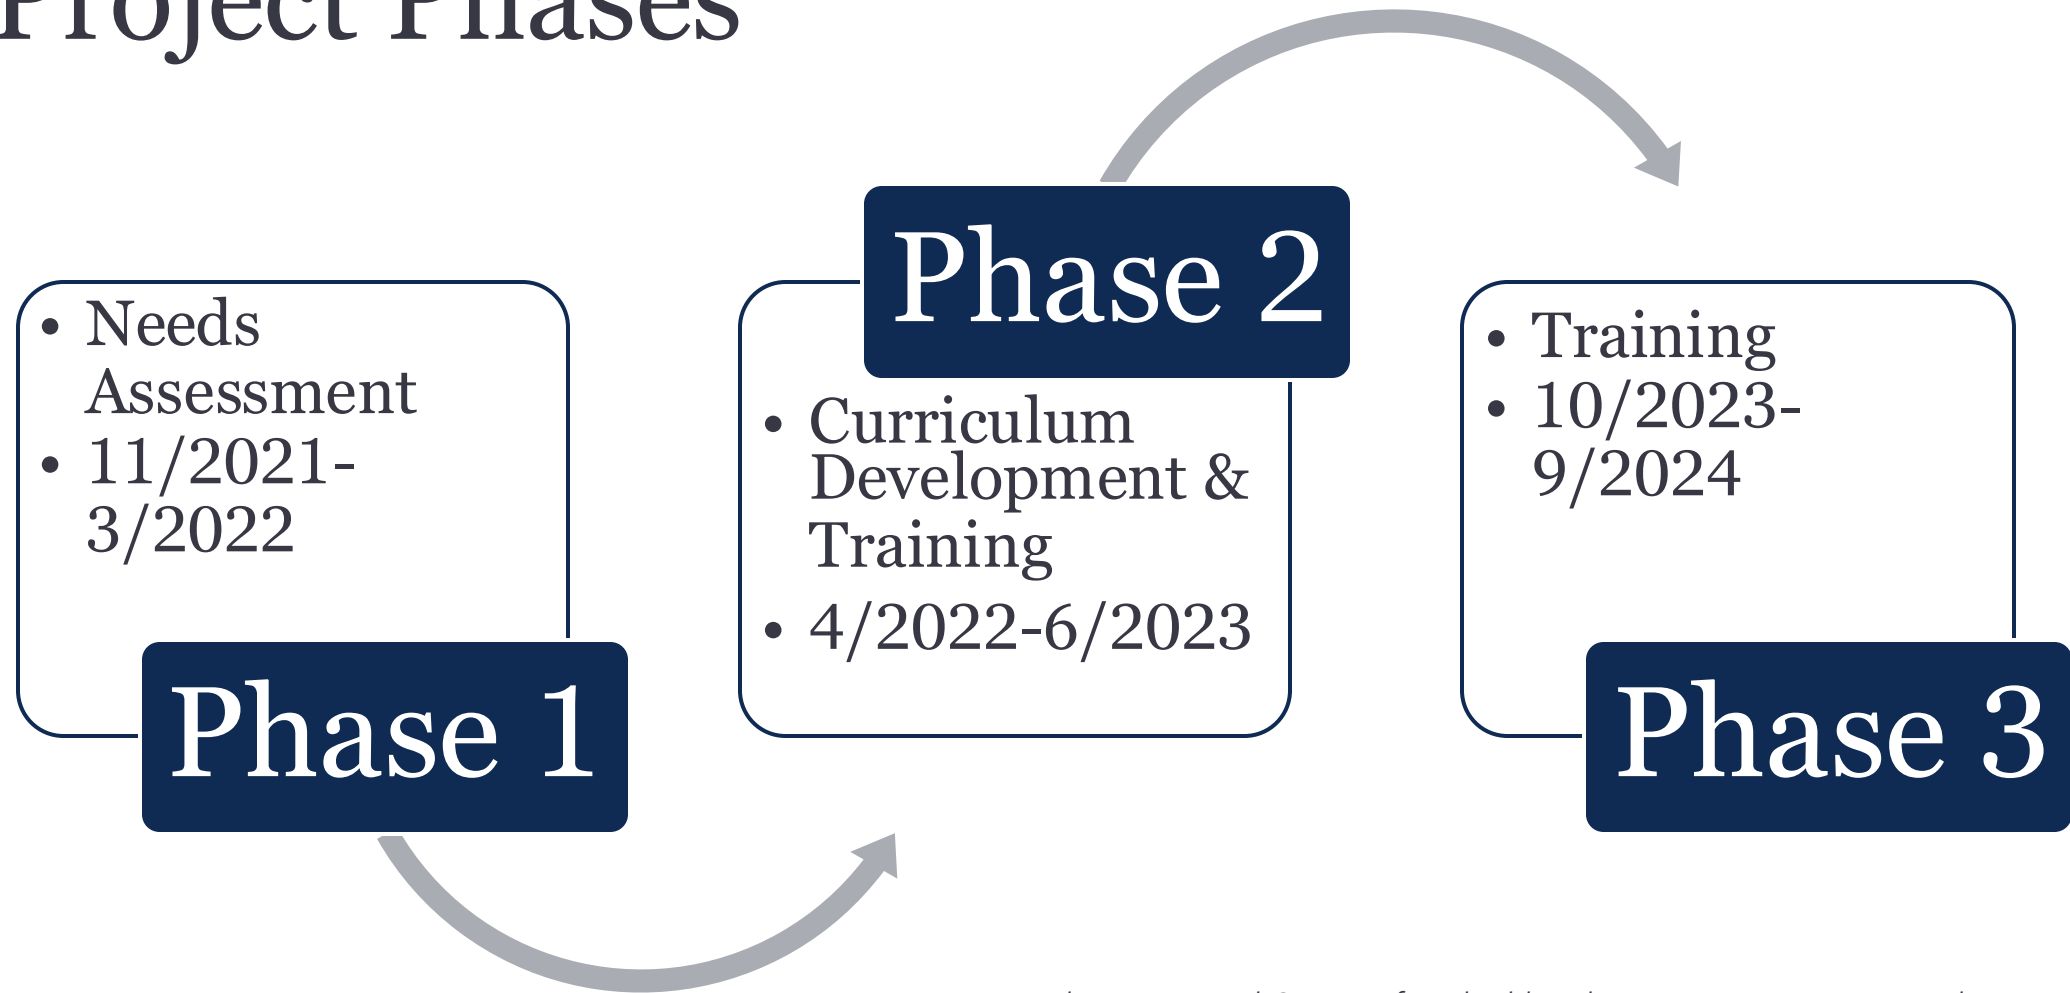 Project Phases
• Needs
Assessment
• 11/2021-
3/2022
Phase 1
Phase 2
• Curriculum
Development &
Training
• 4/2022-6/2023
• Training
• 10/2023-
9/2024
Phase 3